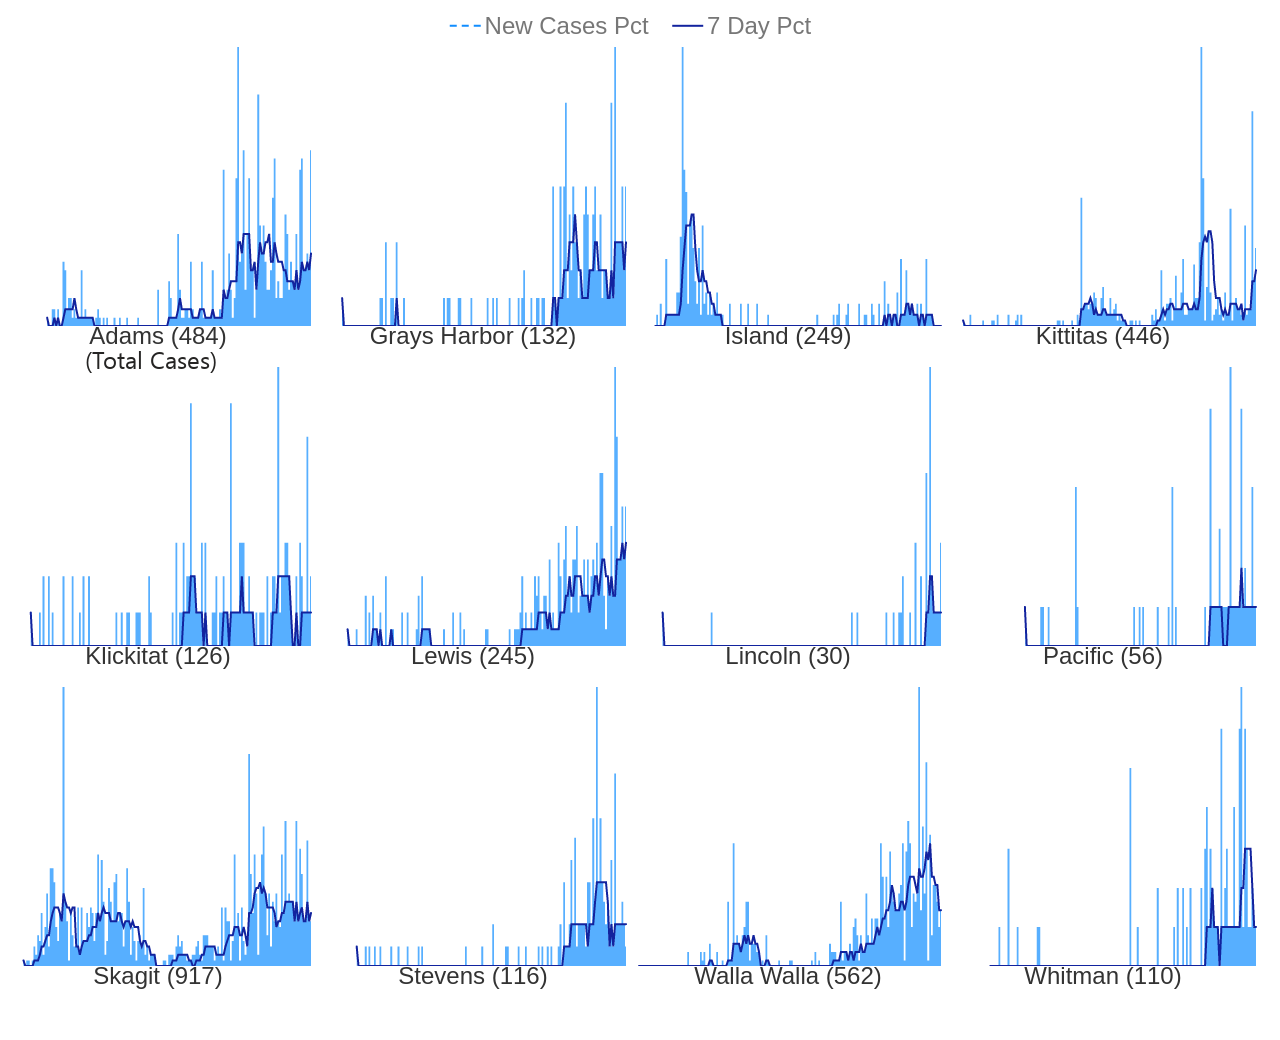 New Cases Pct 7 Day Pct
Adams (484) Grays Harbor (132) Island (249) Kittitas (446)
(Total Cases)
Klickitat (126) Lewis (245) Lincoln (30) Pacific (56)
Skagit (917) Stevens (116) Walla Walla (562) Whitman (110)